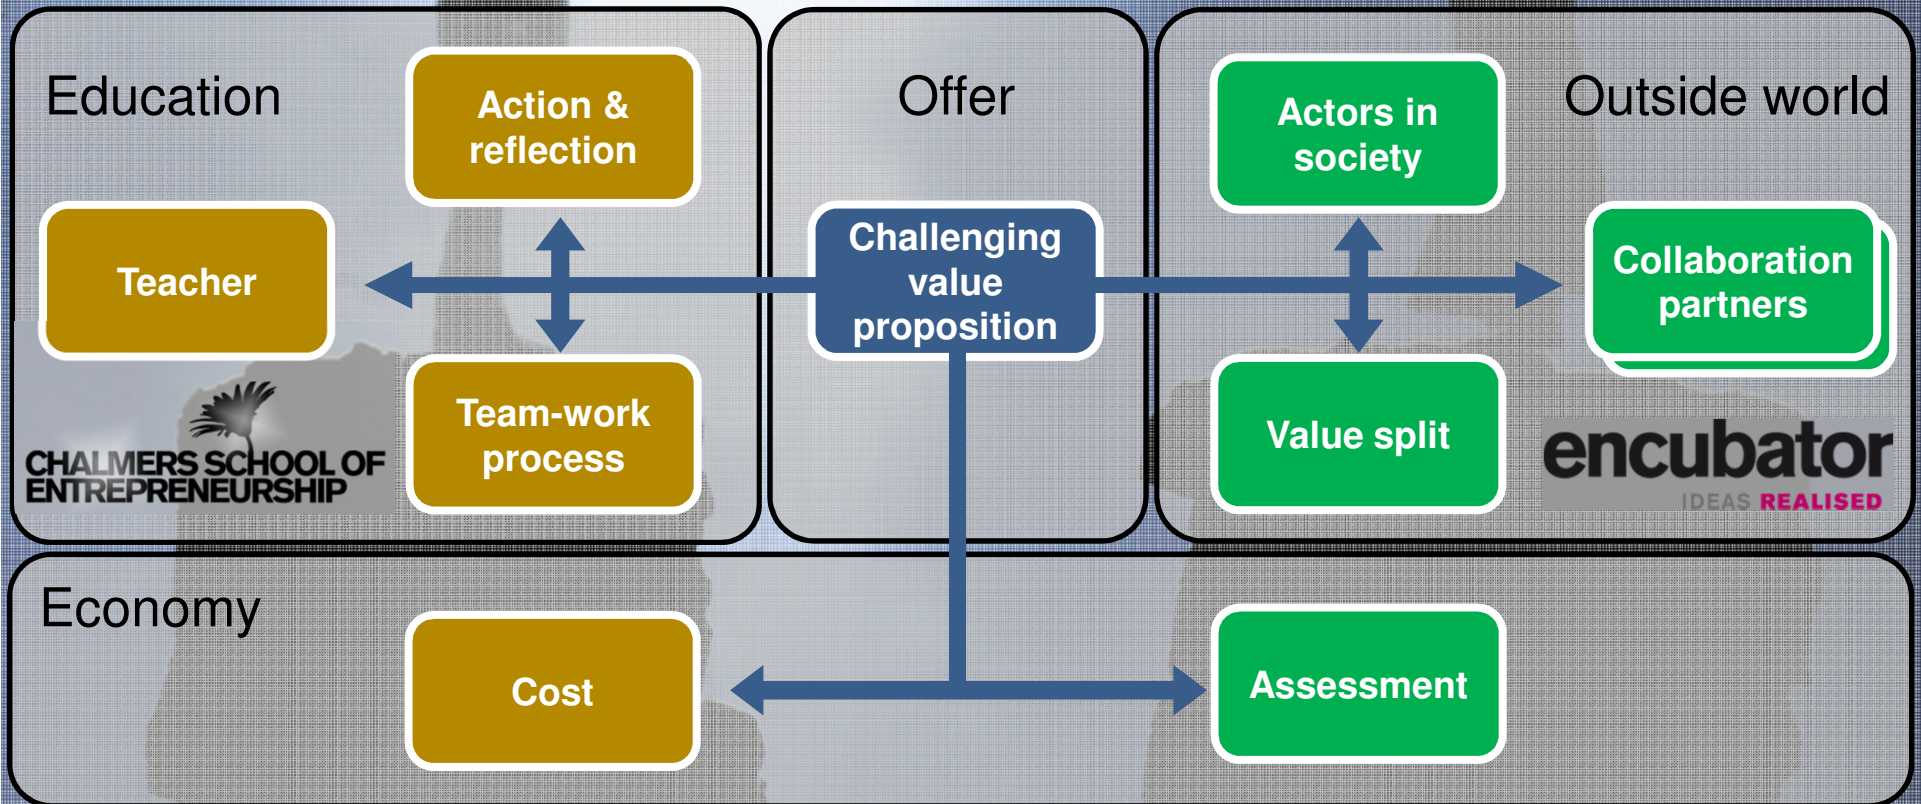 Education
Action &
reflection
Teacher
Team-work
process
CHALMERS SCHOOL OF
ENTREPRENEURSHIP
Offer
Challenging
value
proposition
Outside world
Actors in
society
Collaboration
partners
Value split
encubator
IDEAS REALISED
Economy
Cost
Assessment